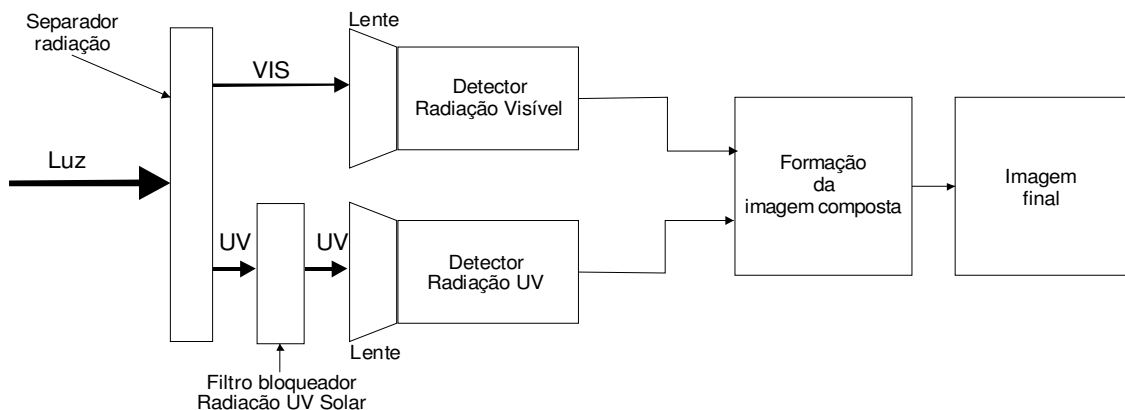 Separador
radiação
Lente
VIS
Detector
Radiação Visível
Luz
Formação
da
imagem composta
Imagem
final
UV
UV
Detector
Radiação UV
Lente
Filtro bloqueador
Radiação UV Solar